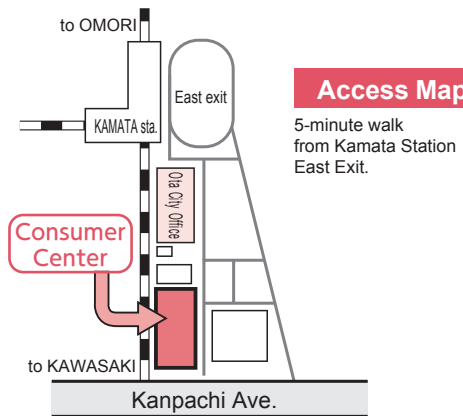 to OMORI
East exit
KAMATA sta.
Access Map
5-minute walk
from Kamata Station
East Exit.
Ota City Office
Consumer
Center
to KAWASAKI
Kanpachi Ave.